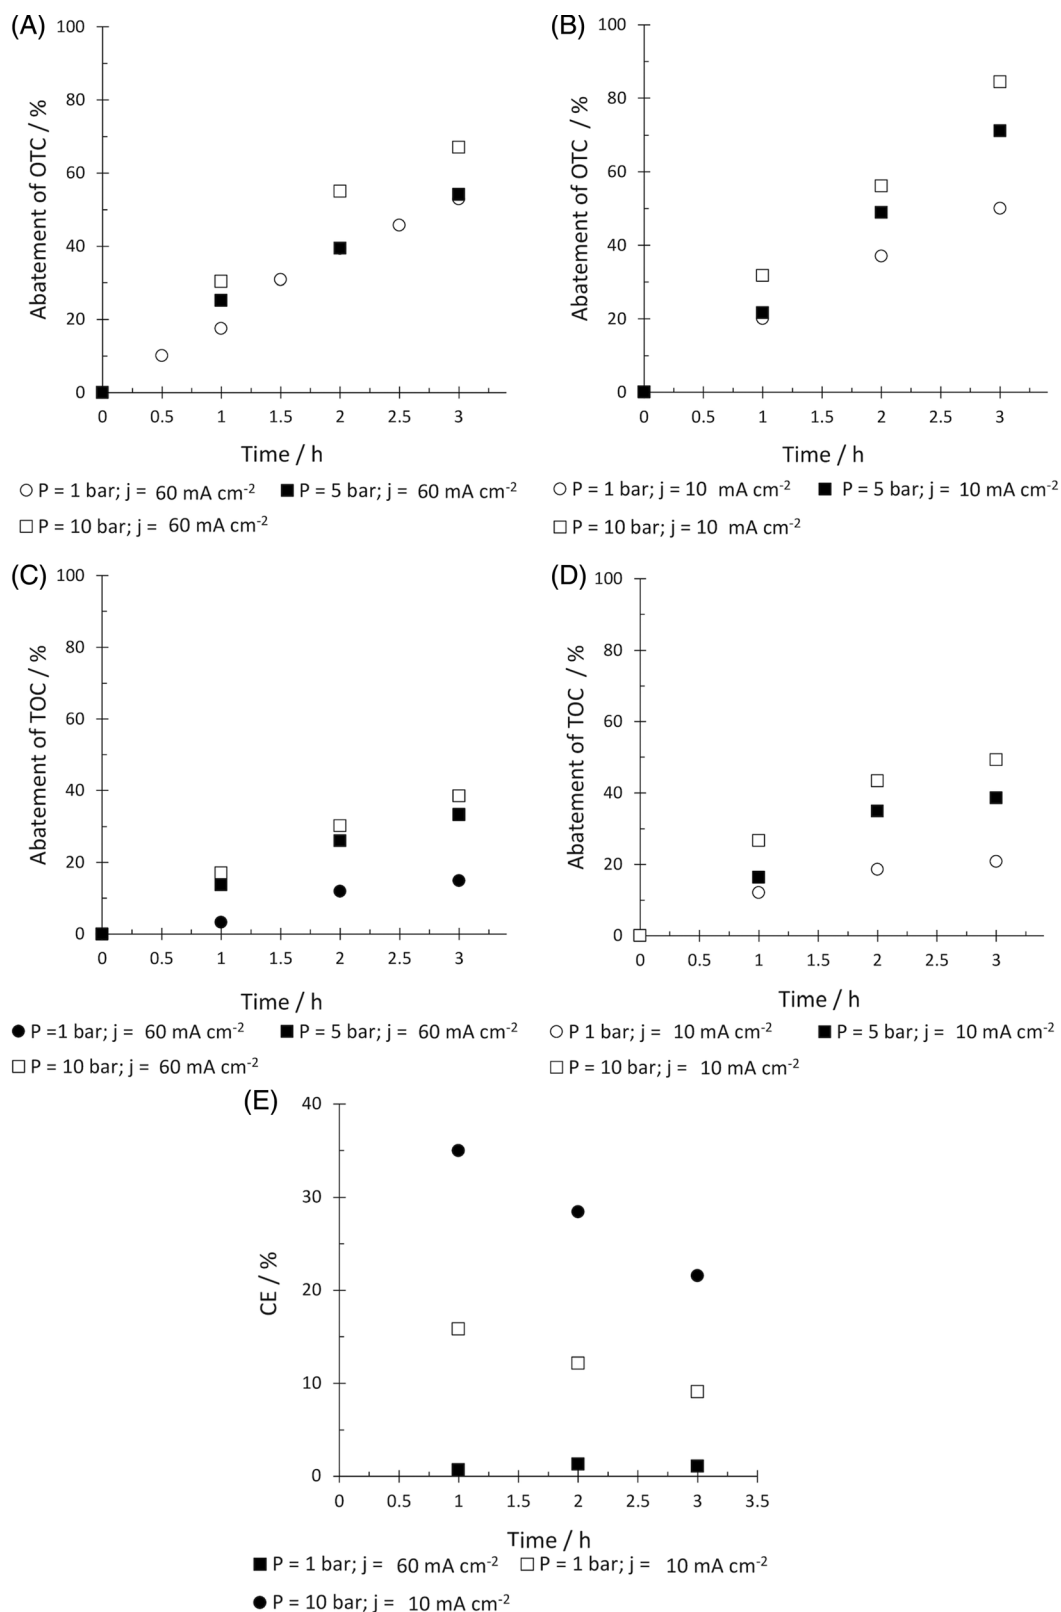 (A)
100
80
60
40
20
0
Abatement of OTC / %
0 0.5 1 1.5 2 2.5 3
Time / h
P = 1 bar; j = 60 mA cm-2 P = 5 bar; j = 60 mA cm-2
P = 10 bar; j = 60 mA cm-2
(B)
100
80
60
40
20
0
Abatement of OTC / %
0 0.5 1 1.5 2 2.5 3
Time / h
P = 1 bar; j = 10 mA cm-2 P = 5 bar; j = 10 mA cm-2
P = 10 bar; j = 10 mA cm-2
(C)
100
80
60
40
20
0
Abatement of TOC / %
0 0.5 1 1.5 2 2.5 3
Time / h
P =1 bar; j = 60 mA cm-2 P = 5 bar; j = 60 mA cm-2
P = 10 bar; j = 60 mA cm-2
(D)
100
80
60
40
20
0
Abatement of TOC / %
0 0.5 1 1.5 2 2.5 3
Time / h
P 1 bar; j = 10 mA cm-2 P = 5 bar; j = 10 mA cm-2
P = 10 bar; j = 10 mA cm-2
(E)
40
30
20
10
0
CE / %
0 0.5 1 1.5 2 2.5 3 3.5
Time / h
P = 1 bar; j = 60 mA cm-2 P = 1 bar; j = 10 mA cm-2
P = 10 bar; j = 10 mA cm-2